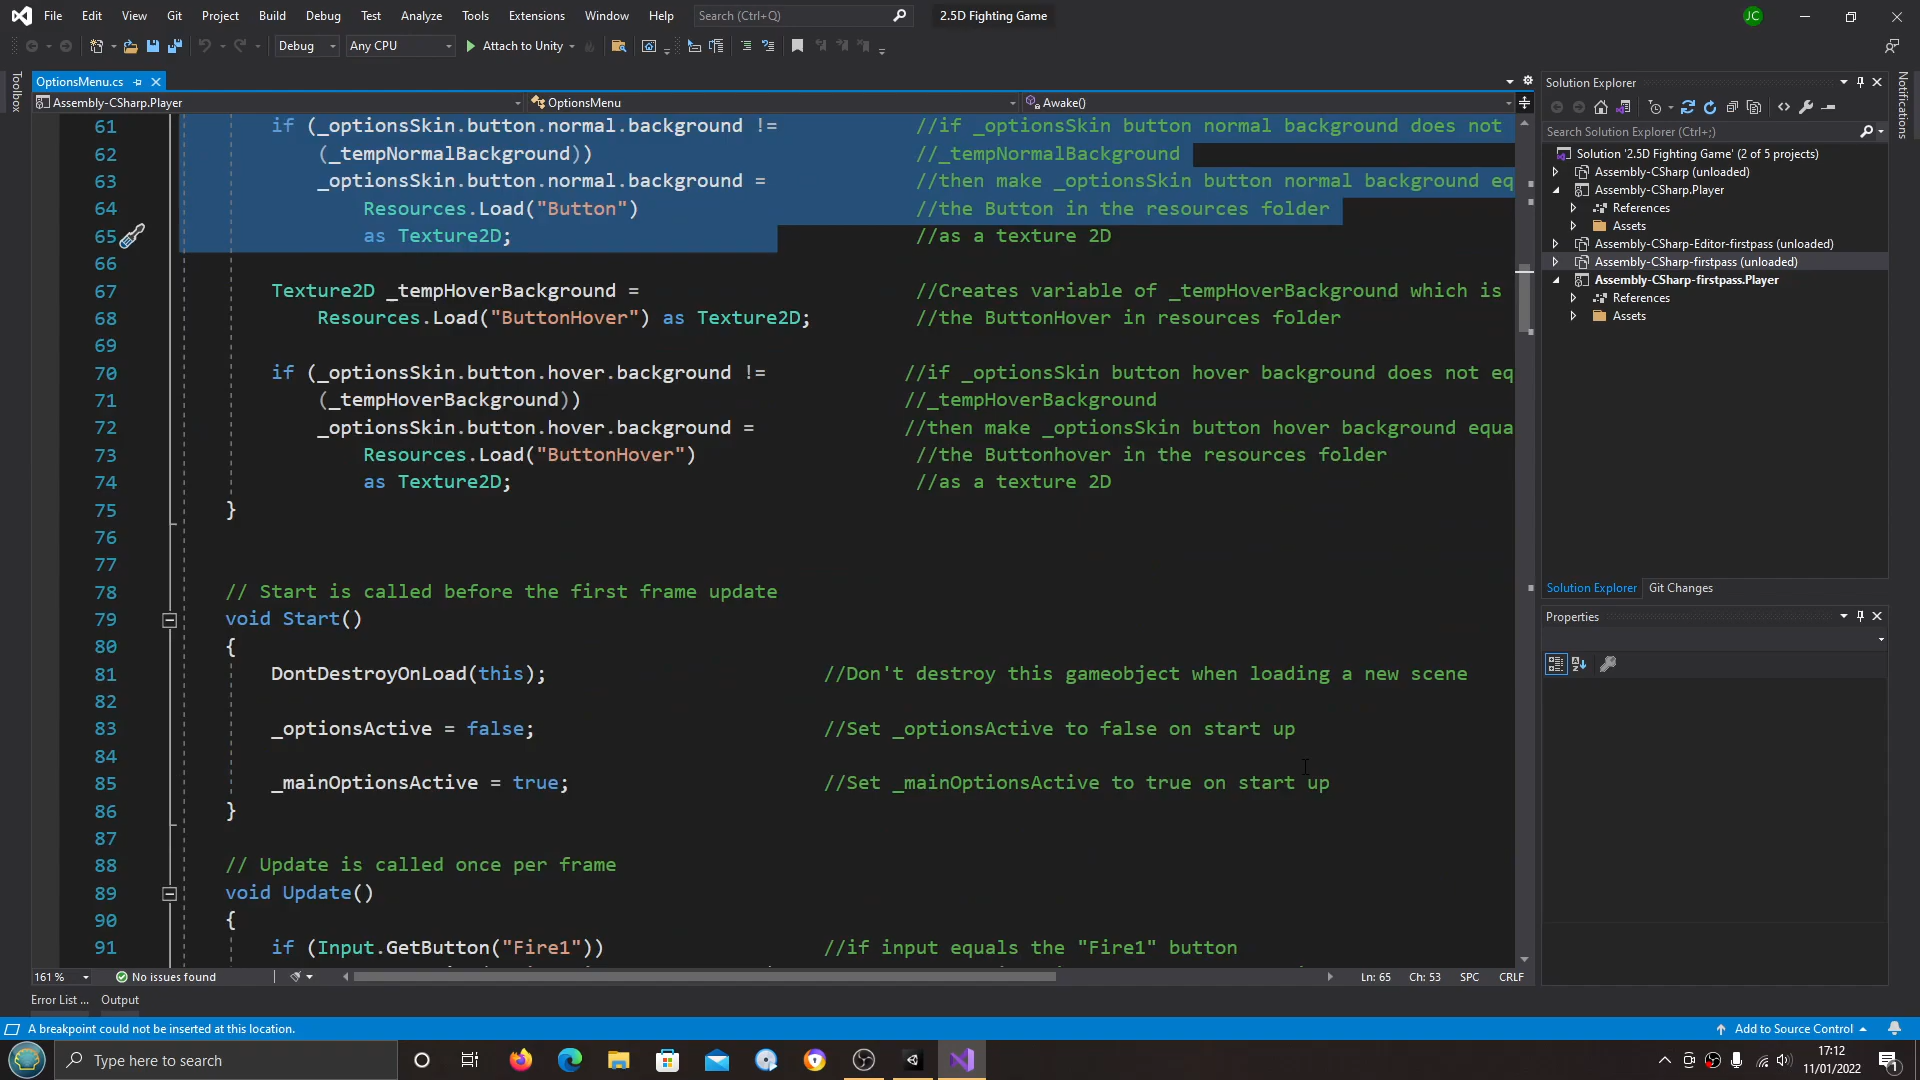 File Edit View Git Project Build Debug Test Analyze Tools Extensions Window Help Search (Ctrl+Q) 2.5D Fighting Game JC
Debug Any CPU Attach to Unity
Toolbox
OptionsMenu.cs
Assembly-CSharp.Player OptionsMenu Awake()
61 if (_optionsSkin.button.normal.background != //if _optionsSkin button normal background does not
62 (_tempNormalBackground)) //_tempNormalBackground
63 _optionsSkin.button.normal.background = //then make _optionsSkin button normal background eq
64 Resources.Load("Button") //the Button in the resources folder
65 as Texture2D; //as a texture 2D
66
67 Texture2D _tempHoverBackground = //Creates variable of _tempHoverBackground which is
68 Resources.Load("ButtonHover") as Texture2D; //the ButtonHover in resources folder
69
70 if (_optionsSkin.button.hover.background != //if _optionsSkin button hover background does not eq
71 (_tempHoverBackground)) //_tempHoverBackground
72 _optionsSkin.button.hover.background = //then make _optionsSkin button hover background equa
73 Resources.Load("ButtonHover") //the Buttonhover in the resources folder
74 as Texture2D; //as a texture 2D
75 }
76
77
78 // Start is called before the first frame update
79 void Start()
80 {
81 DontDestroyOnLoad(this); //Don't destroy this gameobject when loading a new scene
82
83 _optionsActive = false; //Set _optionsActive to false on start up
84
85 _mainOptionsActive = true; //Set _mainOptionsActive to true on start up
86 }
87
88 // Update is called once per frame
89 void Update()
90 {
91 if (Input.GetButton("Fire1")) //if input equals the "Fire1" button
161 % No issues found Ln: 65 Ch: 53 SPC CRLF
Error List ... Output
A breakpoint could not be inserted at this location. Add to Source Control
Solution Explorer
Search Solution Explorer (Ctrl+;)
Solution '2.5D Fighting Game' (2 of 5 projects)
Assembly-CSharp (unloaded)
Assembly-CSharp.Player
References
Assets
Assembly-CSharp-Editor-firstpass (unloaded)
Assembly-CSharp-firstpass (unloaded)
Assembly-CSharp-firstpass.Player
References
Assets
Solution Explorer Git Changes
Properties
Notifications
Type here to search
17:12
11/01/2022
1